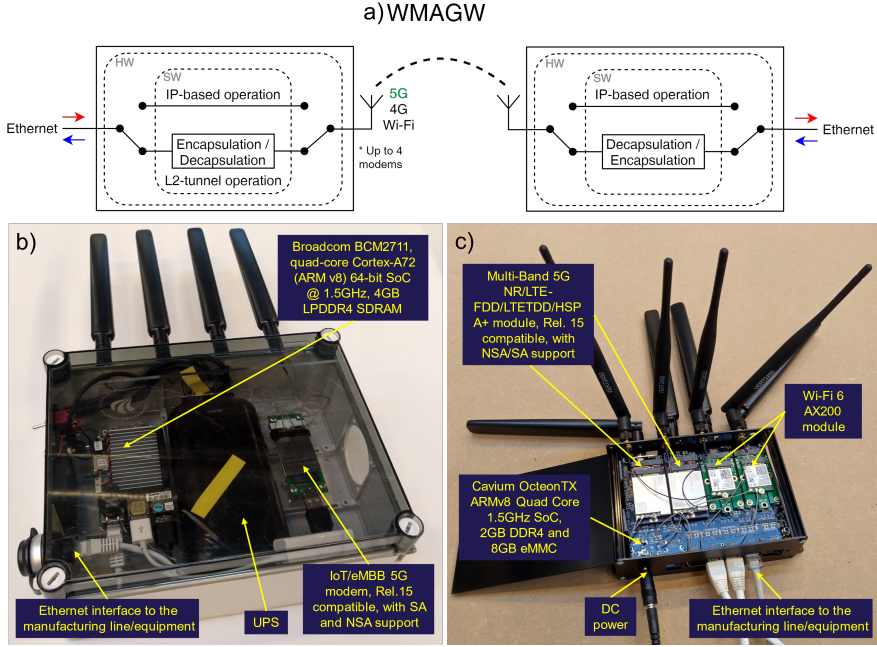 a) WMAGW
HW
SW
IP-based operation
Ethernet
Encapsulation /
Decapsulation
L2-tunnel operation
5G
4G
Wi-Fi
* Up to 4
modems
HW
SW
IP-based operation
Decapsulation /
Encapsulation
Ethernet
b)
Broadcom BCM2711,
quad-core Cortex-A72
(ARM v8) 64-bit SoC
@ 1.5GHz, 4GB
LPDDR4 SDRAM
Ethernet interface to the
manufacturing line/equipment
UPS
IoT/eMBB 5G
modem, Rel.15
compatible, with SA
and NSA support
c)
Multi-Band 5G
NR/LTE-
FDD/LTETDD/HSP
A+ module, Rel. 15
compatible, with
NSA/SA support
Wi-Fi 6
AX200
module
Cavium OcteonTX
ARMv8 Quad Core
1.5GHz SoC,
2GB DDR4 and
8GB eMMC
DC
power
Ethernet interface to the
manufacturing line/equipment